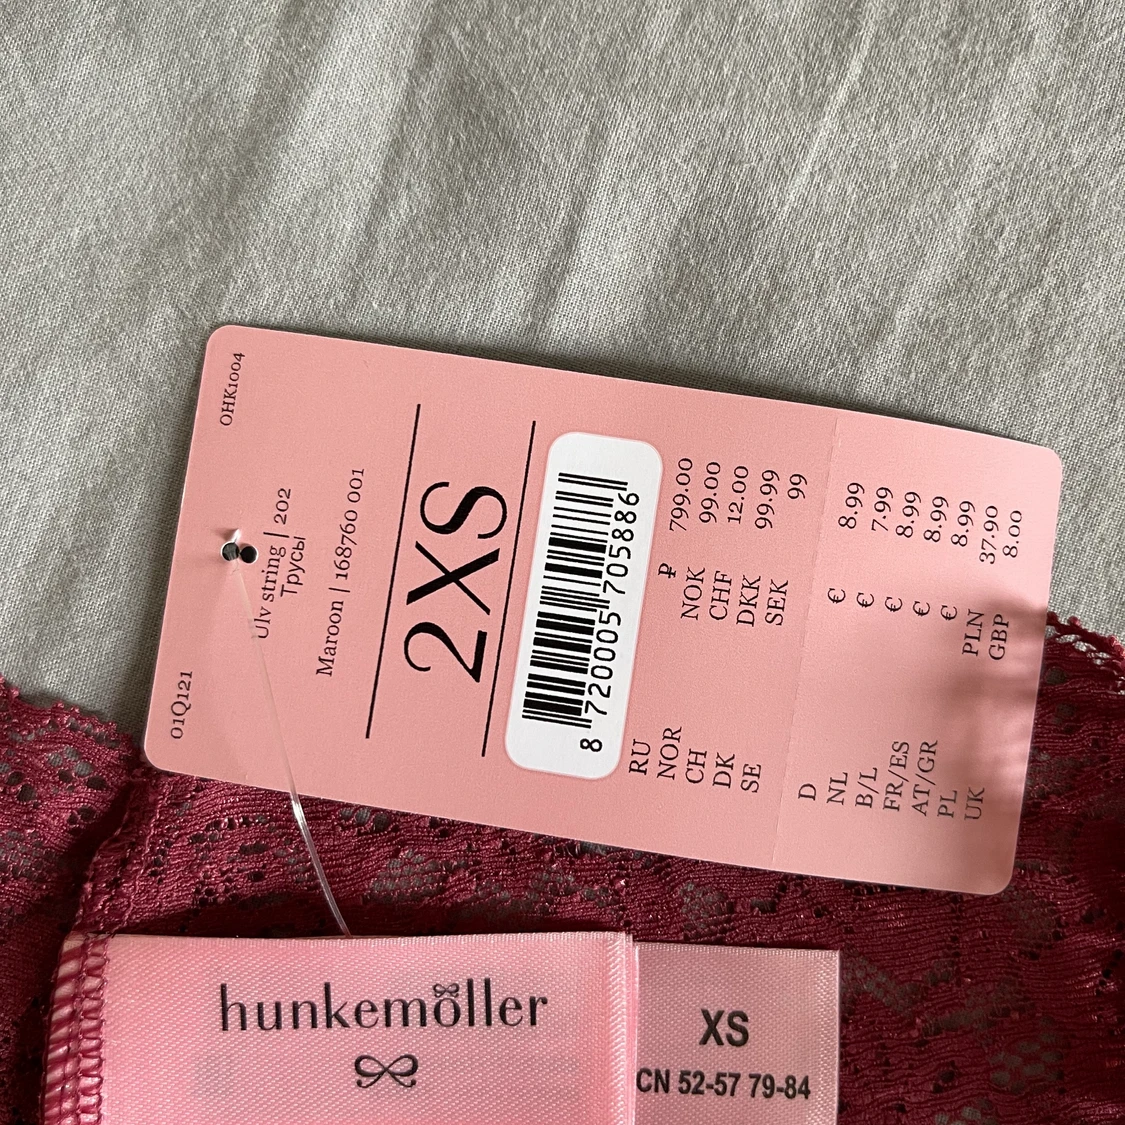 OHK1004
01Q121
Ulv string | 202
Трусы
Maroon | 168760 001
2XS
8 720005 705886
RU ₽ 799.00
NOR NOK 99.00
CH CHF 12.00
DK DKK 99.99
SE SEK 99
D € 8.99
NL € 7.99
B/L € 8.99
FR/ES € 8.99
AT/GR € 8.99
PL PLN 37.90
UK GBP 8.00
hunkemöller
XS
CN 52-57 79-84